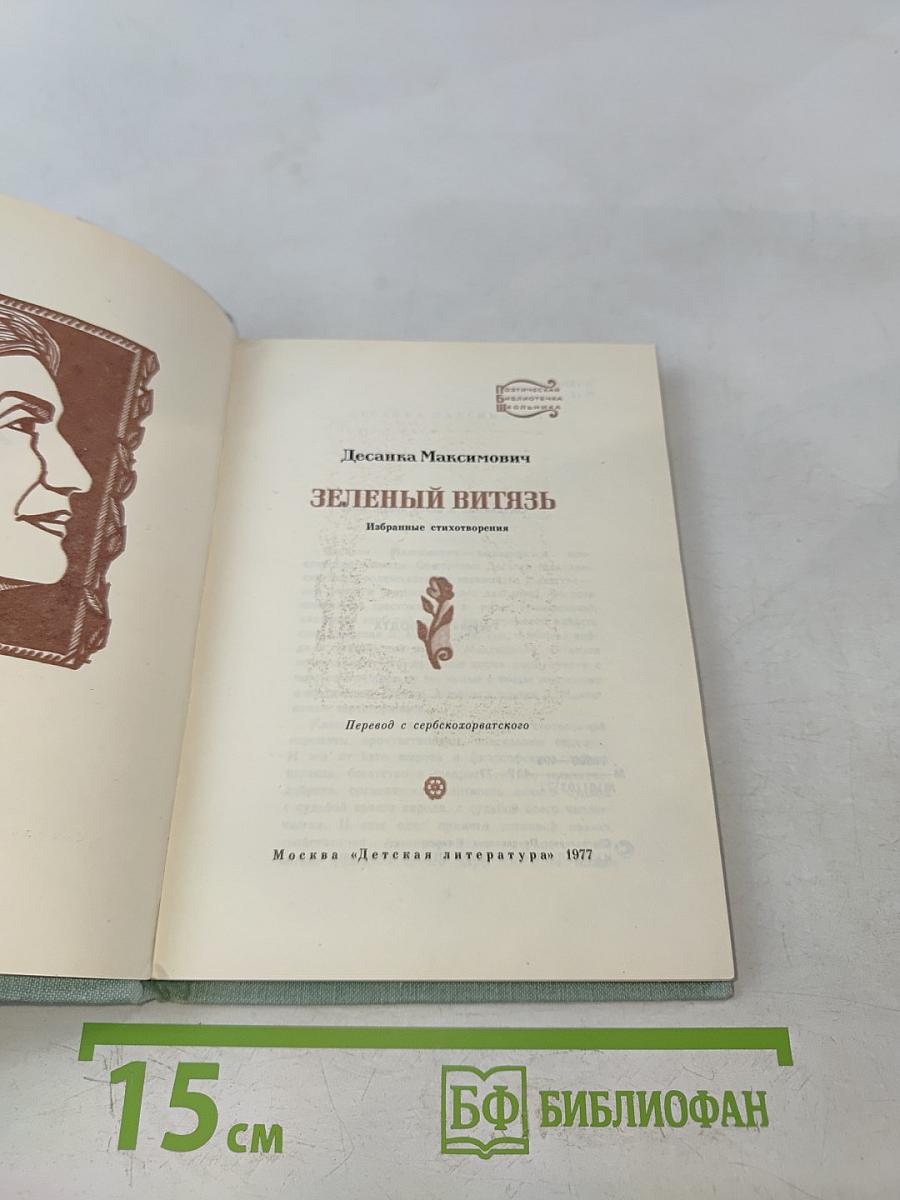 Поэтическая
Библиотечка
Школьника
Десанка Максимович
ЗЕЛЕНЫЙ ВИТЯЗЬ
Избранные стихотворения
Перевод с сербскохорватского
Москва «Детская литература» 1977
15 см
БФ БИБЛИОФАН